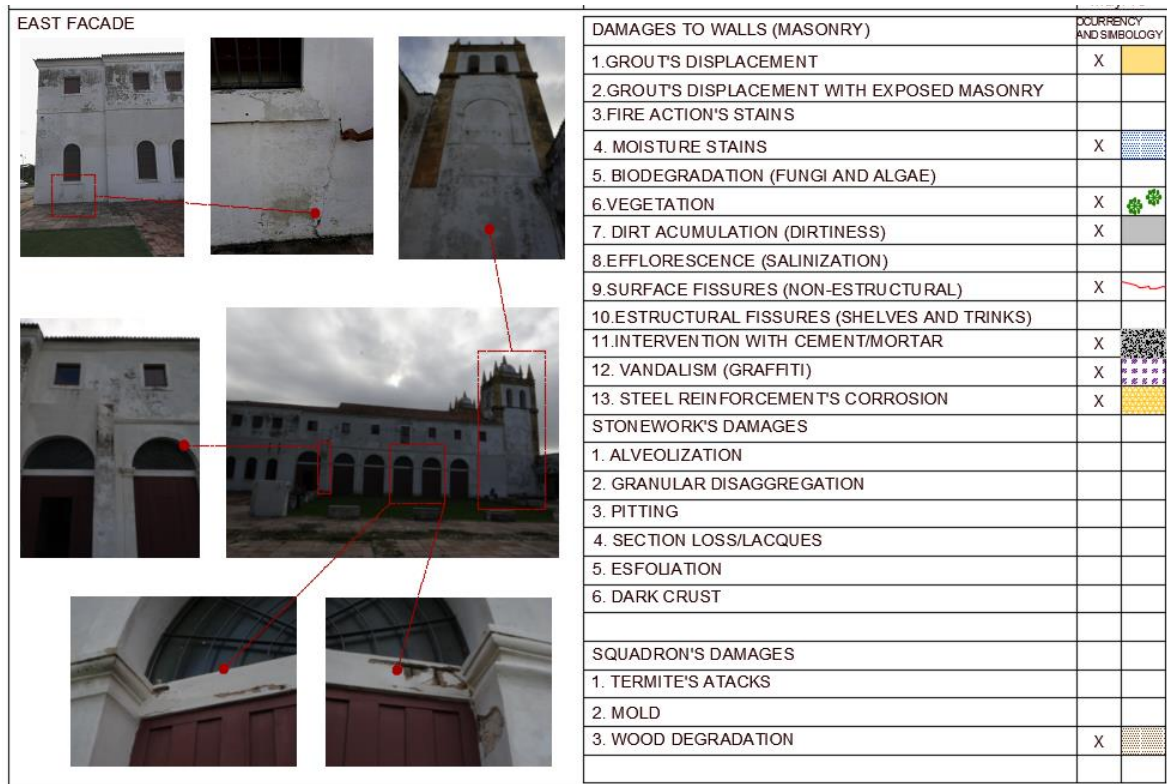 EAST FACADE
DAMAGES TO WALLS (MASONRY)
OCURRENCY
AND SIMBOLOGY
1.GROUT'S DISPLACEMENT X
2.GROUT'S DISPLACEMENT WITH EXPOSED MASONRY
3.FIRE ACTION'S STAINS
4. MOISTURE STAINS X
5. BIODEGRADATION (FUNGI AND ALGAE)
6.VEGETATION X
7. DIRT ACUMULATION (DIRTINESS) X
8.EFFLORESCENCE (SALINIZATION)
9.SURFACE FISSURES (NON-ESTRUCTURAL) X
10.ESTRUCTURAL FISSURES (SHELVES AND TRINKS)
11.INTERVENTION WITH CEMENT/MORTAR X
12. VANDALISM (GRAFFITI) X
13. STEEL REINFORCEMENT'S CORROSION X
STONEWORK'S DAMAGES
1. ALVEOLIZATION
2. GRANULAR DISAGGREGATION
3. PITTING
4. SECTION LOSS/LACQUES
5. ESFOLIATION
6. DARK CRUST
SQUADRON'S DAMAGES
1. TERMITE'S ATACKS
2. MOLD
3. WOOD DEGRADATION X